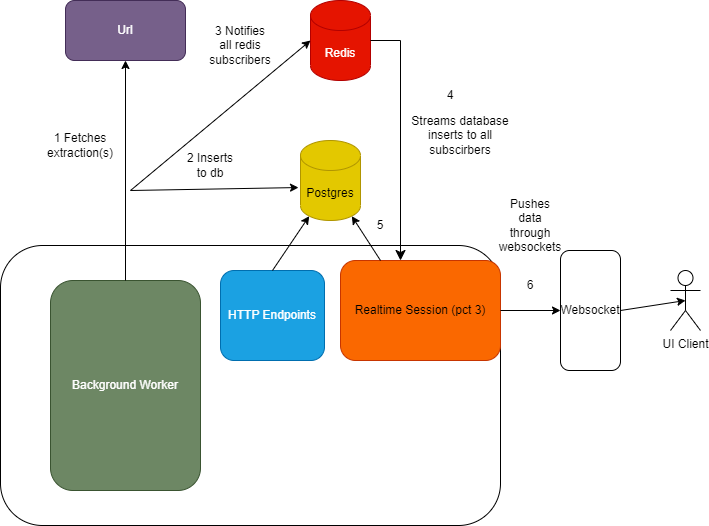 Url
3 Notifies
all redis
subscribers
Redis
4
Streams database
inserts to all
subscirbers
1 Fetches
extraction(s)
2 Inserts
to db
Postgres
5
Pushes
data
through
websockets
6
HTTP Endpoints
Realtime Session (pct 3)
Websocket
UI Client
Background Worker